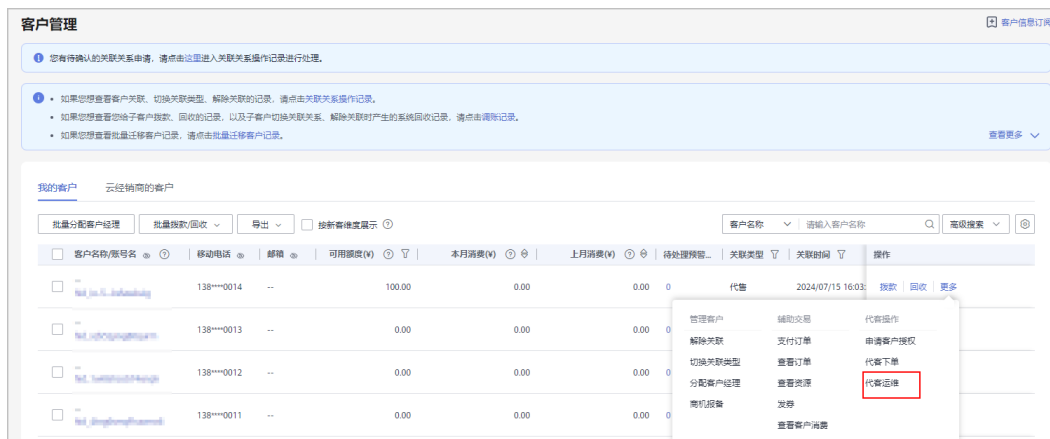 客户管理
客户信息订阅
您有待确认的关联关系申请，请点击这里进入关联关系操作记录进行处理。
• 如果您想查看客户关联、切换关联类型、解除关联的记录，请点击关联关系操作记录。
• 如果您想查看您给子客户拨款、回收的记录，以及子客户切换关联关系、解除关联时产生的系统回收记录，请点击调账记录。
• 如果您想查看批量迁移客户记录，请点击批量迁移客户记录。
查看更多
我的客户 云经销商的客户
批量分配客户经理 批量拨款/回收 导出 按新客维度展示 客户名称 请输入客户名称 高级搜索
客户名称/账号名 移动电话 邮箱 可用额度(¥) 本月消费(¥) 上月消费(¥) 待处理预警... 关联类型 关联时间 操作
--
138****0014 -- 100.00 0.00 0.00 0 代售 2024/07/15 16:03: 拨款 回收 更多
--
138****0013 -- 0.00 0.00 0.00 0
--
138****0012 -- 0.00 0.00 0.00 0
--
138****0011 -- 0.00 0.00 0.00 0
管理客户 辅助交易 代客操作
解除关联 支付订单 申请客户授权
切换关联类型 查看订单 代客下单
分配客户经理 查看资源 代客运维
商机报备 发券
查看客户消费